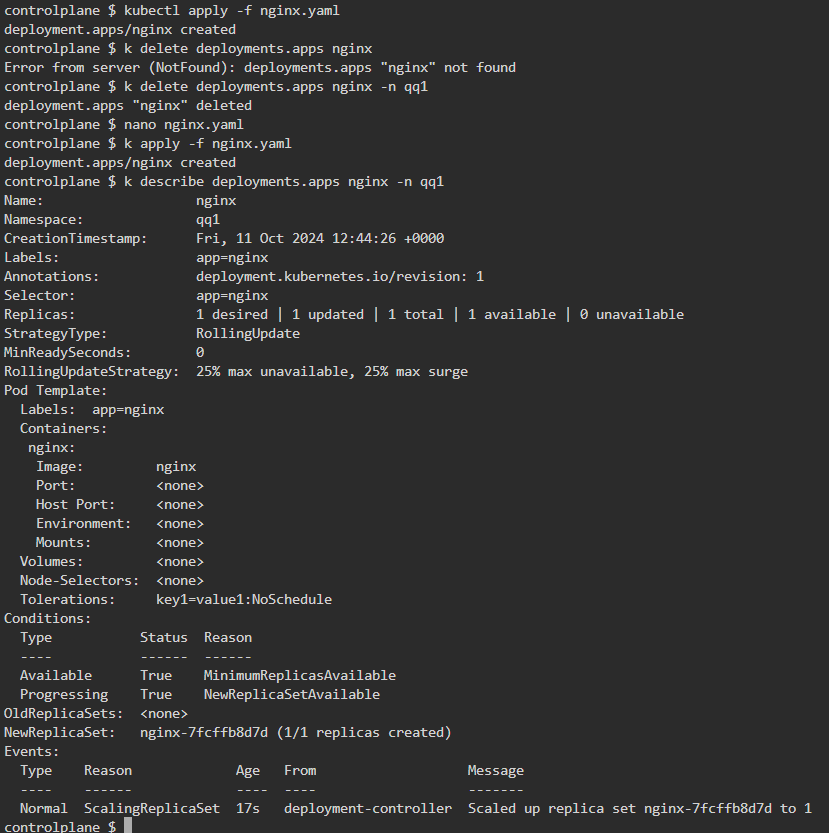 controlplane $ kubectl apply -f nginx.yaml
deployment.apps/nginx created
controlplane $ k delete deployments.apps nginx
Error from server (NotFound): deployments.apps "nginx" not found
controlplane $ k delete deployments.apps nginx -n qq1
deployment.apps "nginx" deleted
controlplane $ nano nginx.yaml
controlplane $ k apply -f nginx.yaml
deployment.apps/nginx created
controlplane $ k describe deployments.apps nginx -n qq1
Name:                   nginx
Namespace:              qq1
CreationTimestamp:      Fri, 11 Oct 2024 12:44:26 +0000
Labels:                 app=nginx
Annotations:            deployment.kubernetes.io/revision: 1
Selector:               app=nginx
Replicas:               1 desired | 1 updated | 1 total | 1 available | 0 unavailable
StrategyType:           RollingUpdate
MinReadySeconds:        0
RollingUpdateStrategy:  25% max unavailable, 25% max surge
Pod Template:
  Labels:  app=nginx
  Containers:
   nginx:
    Image:         nginx
    Port:          <none>
    Host Port:     <none>
    Environment:   <none>
    Mounts:        <none>
  Volumes:         <none>
  Node-Selectors:  <none>
  Tolerations:     key1=value1:NoSchedule
Conditions:
  Type           Status  Reason
  ----           ------  ------
  Available      True    MinimumReplicasAvailable
  Progressing    True    NewReplicaSetAvailable
OldReplicaSets:  <none>
NewReplicaSet:   nginx-7fcffb8d7d (1/1 replicas created)
Events:
  Type    Reason             Age   From                   Message
  ----    ------             ----  ----                   -------
  Normal  ScalingReplicaSet  17s   deployment-controller  Scaled up replica set nginx-7fcffb8d7d to 1
controlplane $